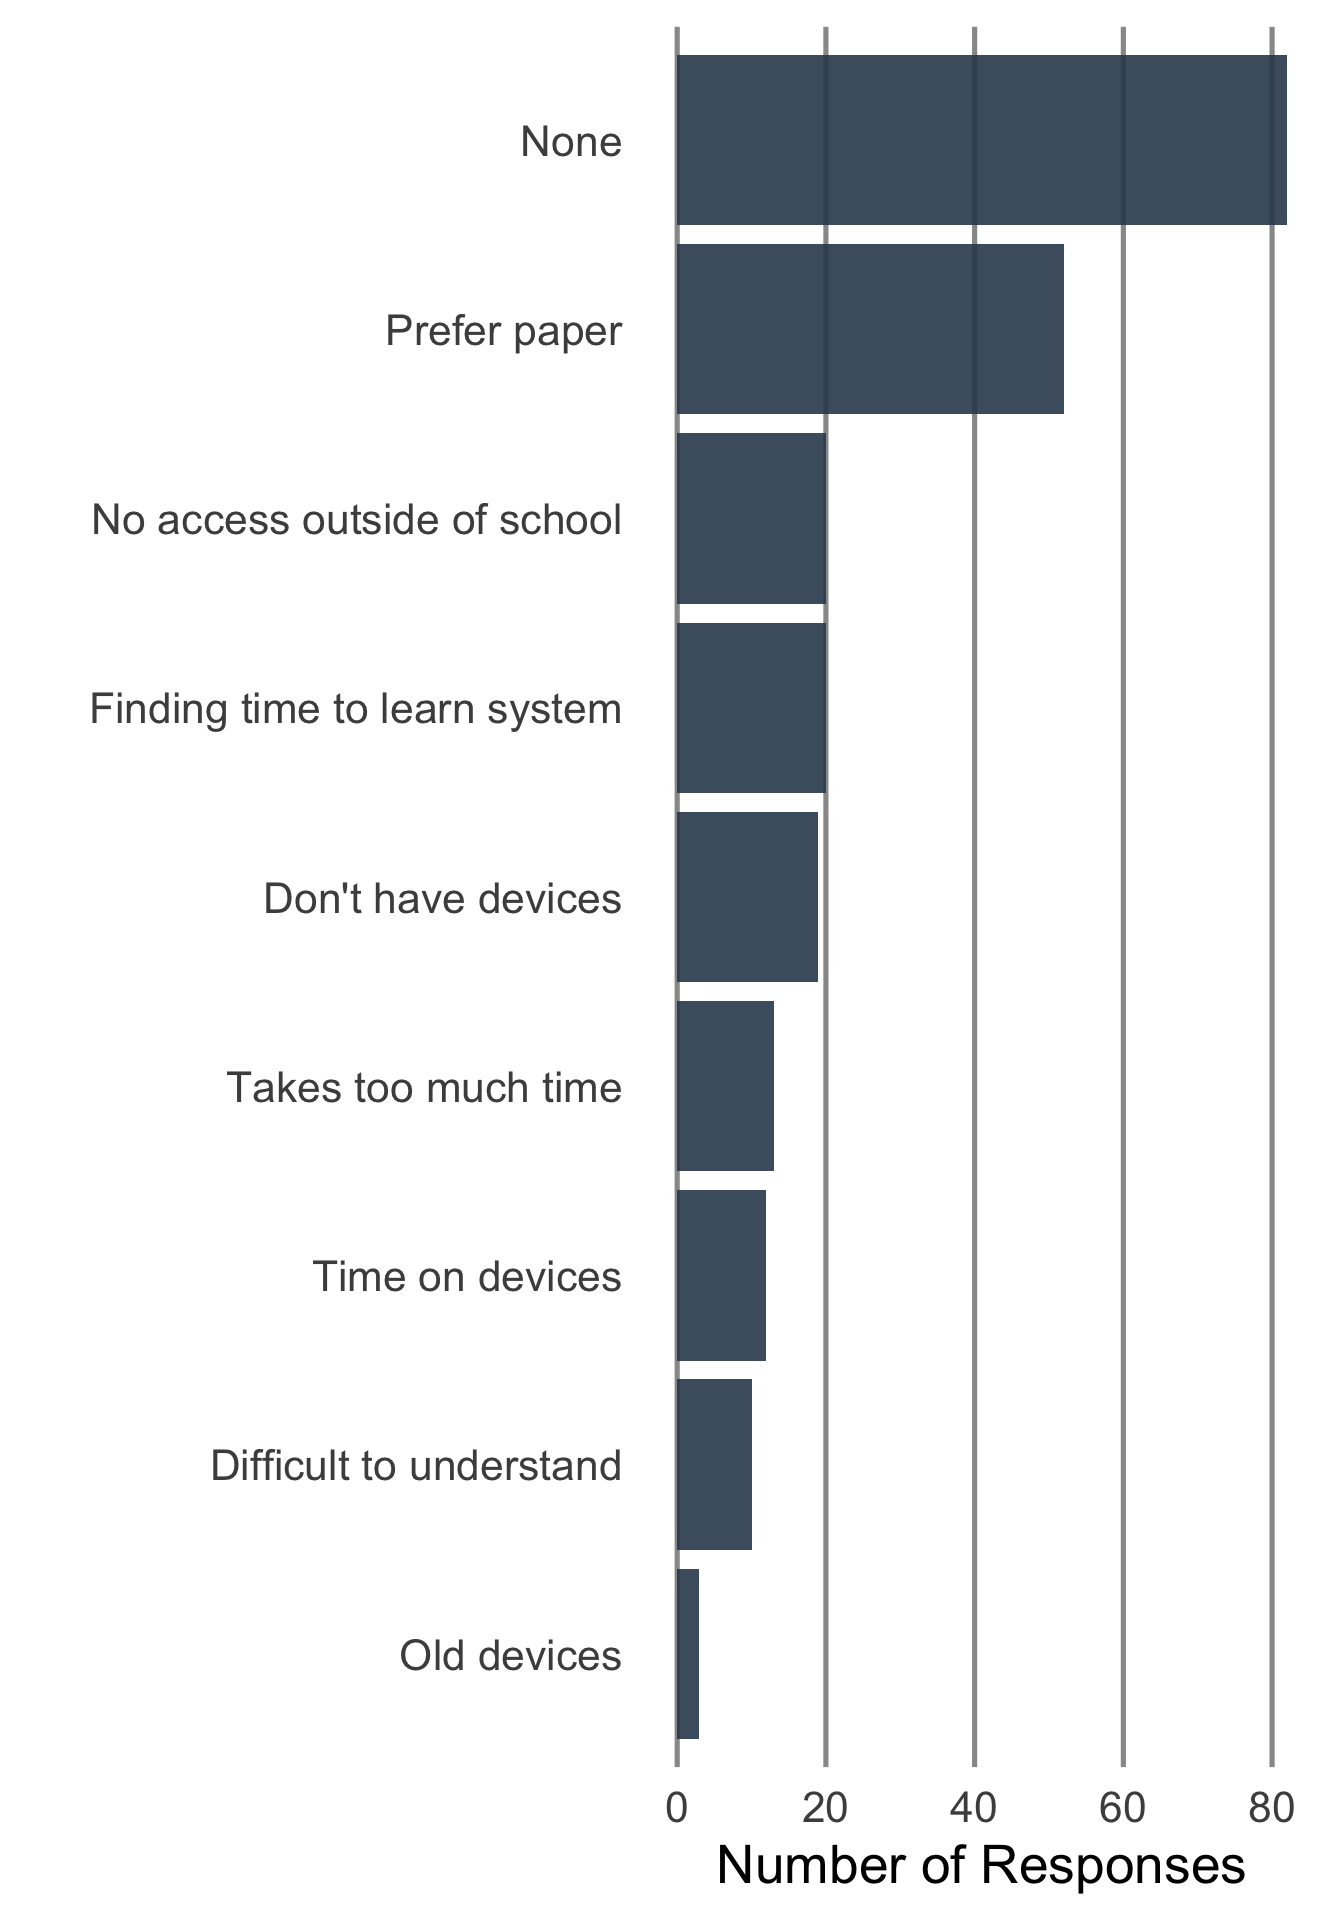 None
Prefer paper
No access outside of school
Finding time to learn system
Don't have devices
Takes too much time
Time on devices
Difficult to understand
Old devices
0 20 40 60 80
Number of Responses